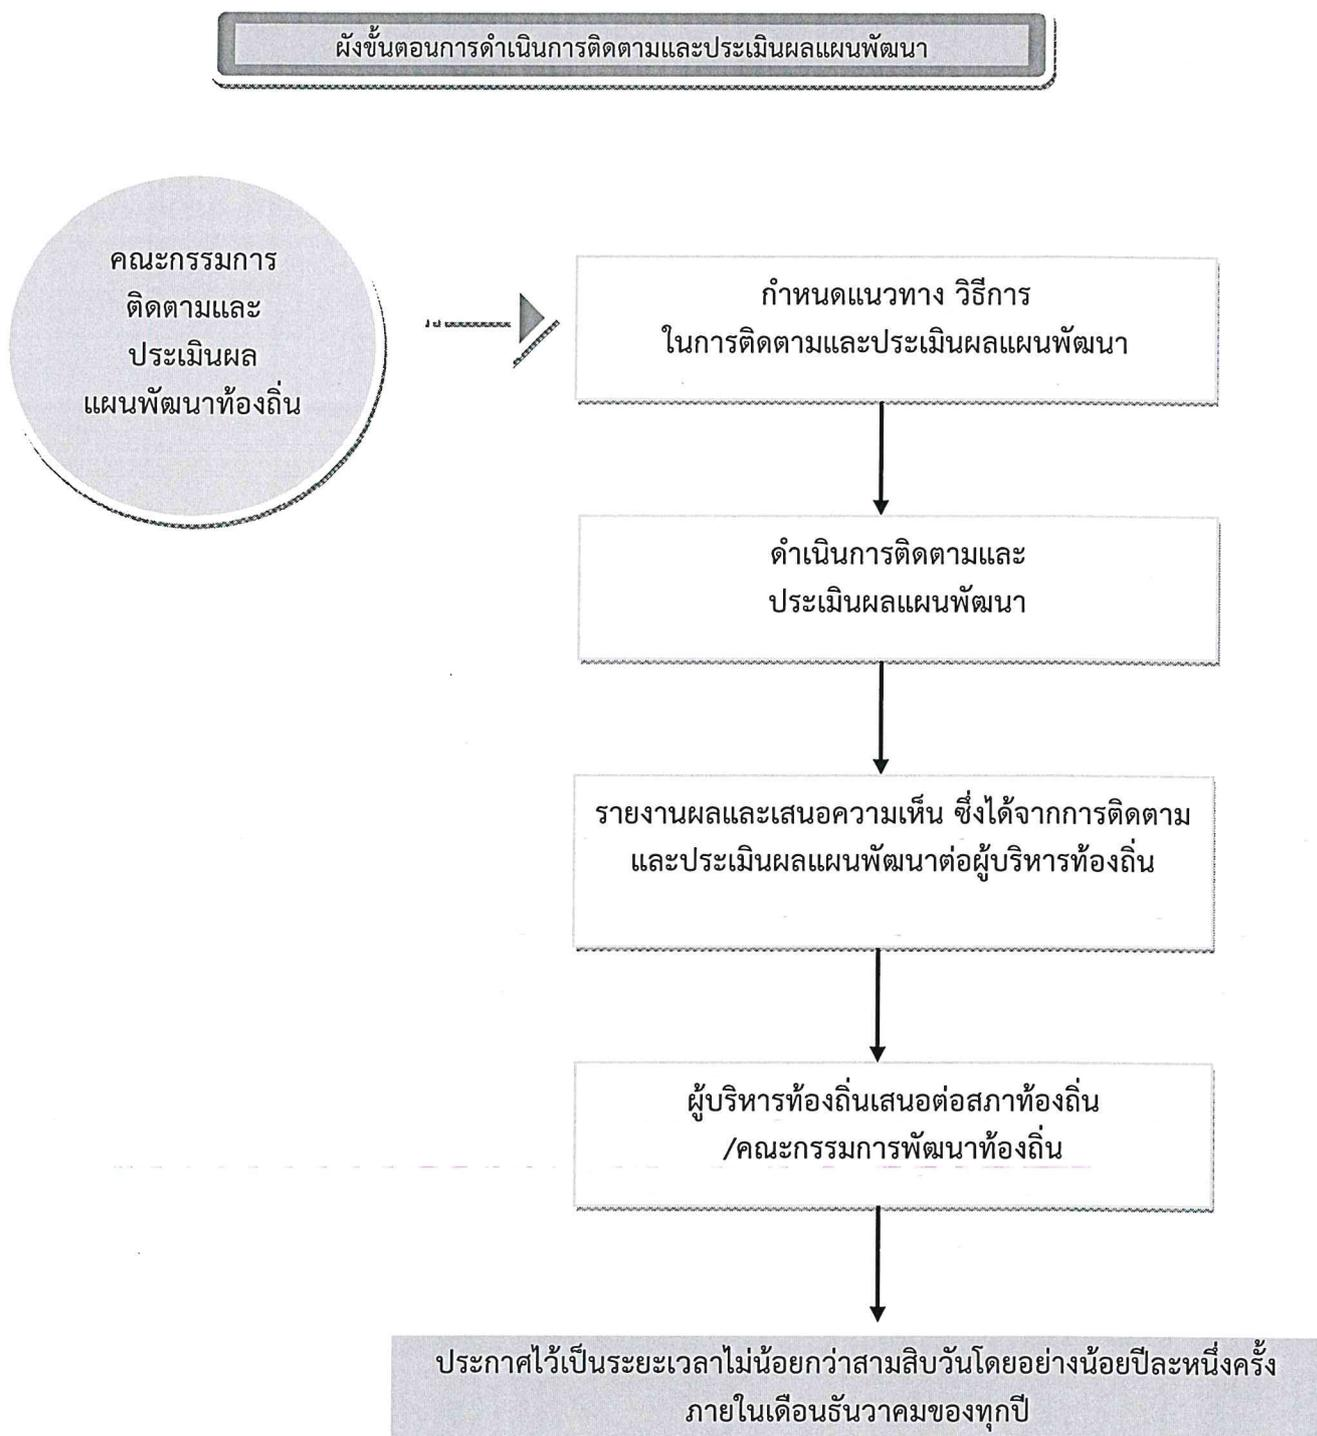 ผังขั้นตอนการดำเนินการติดตามและประเมินผลแผนพัฒนา
คณะกรรมการ
ติดตามและ
ประเมินผล
แผนพัฒนาท้องถิ่น
กำหนดแนวทาง วิธีการ
ในการติดตามและประเมินผลแผนพัฒนา
ดำเนินการติดตามและ
ประเมินผลแผนพัฒนา
รายงานผลและเสนอความเห็น ซึ่งได้จากการติดตาม
และประเมินผลแผนพัฒนาต่อผู้บริหารท้องถิ่น
ผู้บริหารท้องถิ่นเสนอต่อสภาท้องถิ่น
/คณะกรรมการพัฒนาท้องถิ่น
ประกาศไว้เป็นระยะเวลาไม่น้อยกว่าสามสิบวันโดยอย่างน้อยปีละหนึ่งครั้ง
ภายในเดือนธันวาคมของทุกปี